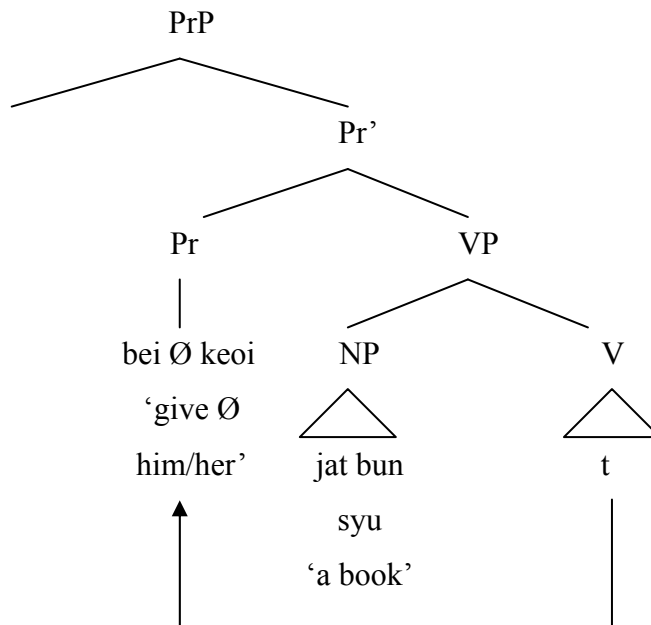 PrP
Pr’
Pr VP
bei Ø keoi NP V
‘give Ø
him/her’ jat bun t
syu
‘a book’